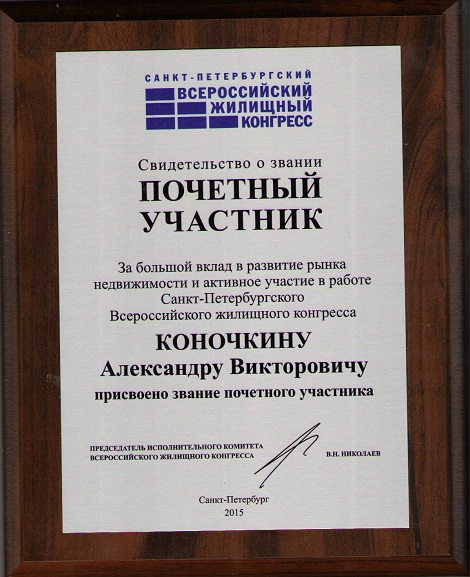 САНКТ-ПЕТЕРБУРГСКИЙ
ВСЕРОССИЙСКИЙ
ЖИЛИЩНЫЙ
КОНГРЕСС
Свидетельство о звании
ПОЧЕТНЫЙ
УЧАСТНИК
За большой вклад в развитие рынка
недвижимости и активное участие в работе
Санкт-Петербургского
Всероссийского жилищного конгресса
КОНОЧКИНУ
Александру Викторовичу
присвоено звание почетного участника
ПРЕДСЕДАТЕЛЬ ИСПОЛНИТЕЛЬНОГО КОМИТЕТА
ВСЕРОССИЙСКОГО ЖИЛИЩНОГО КОНГРЕССА
В.Н. НИКОЛАЕВ
Санкт-Петербург
2015